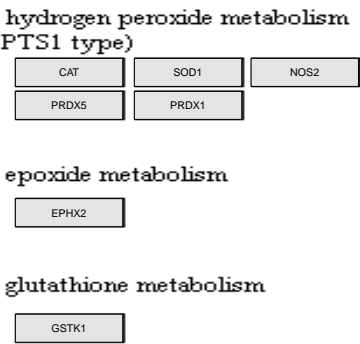 hydrogen peroxide metabolism
PTS1 type)
CAT SOD1 NOS2
PRDX5 PRDX1
epoxide metabolism
EPHX2
glutathione metabolism
GSTK1